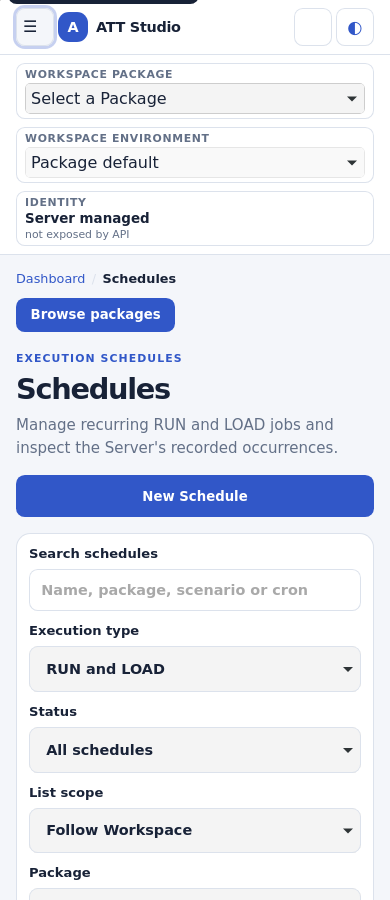 ☰
A
ATT Studio
◐
WORKSPACE PACKAGE
Select a Package
WORKSPACE ENVIRONMENT
Package default
IDENTITY
Server managed
not exposed by API
Dashboard / Schedules
Browse packages
EXECUTION SCHEDULES
Schedules
Manage recurring RUN and LOAD jobs and
inspect the Server's recorded occurrences.
New Schedule
Search schedules
Name, package, scenario or cron
Execution type
RUN and LOAD
Status
All schedules
List scope
Follow Workspace
Package